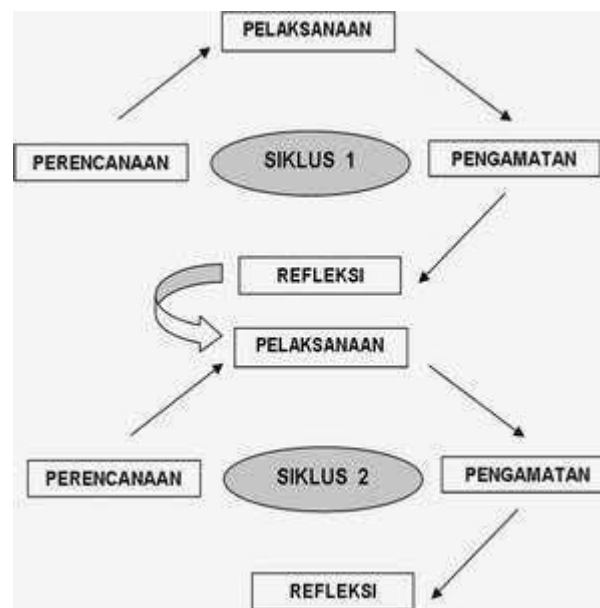 PELAKSANAAN
PERENCANAAN
SIKLUS 1
PENGAMATAN
REFLEKSI
PELAKSANAAN
PERENCANAAN
SIKLUS 2
PENGAMATAN
REFLEKSI